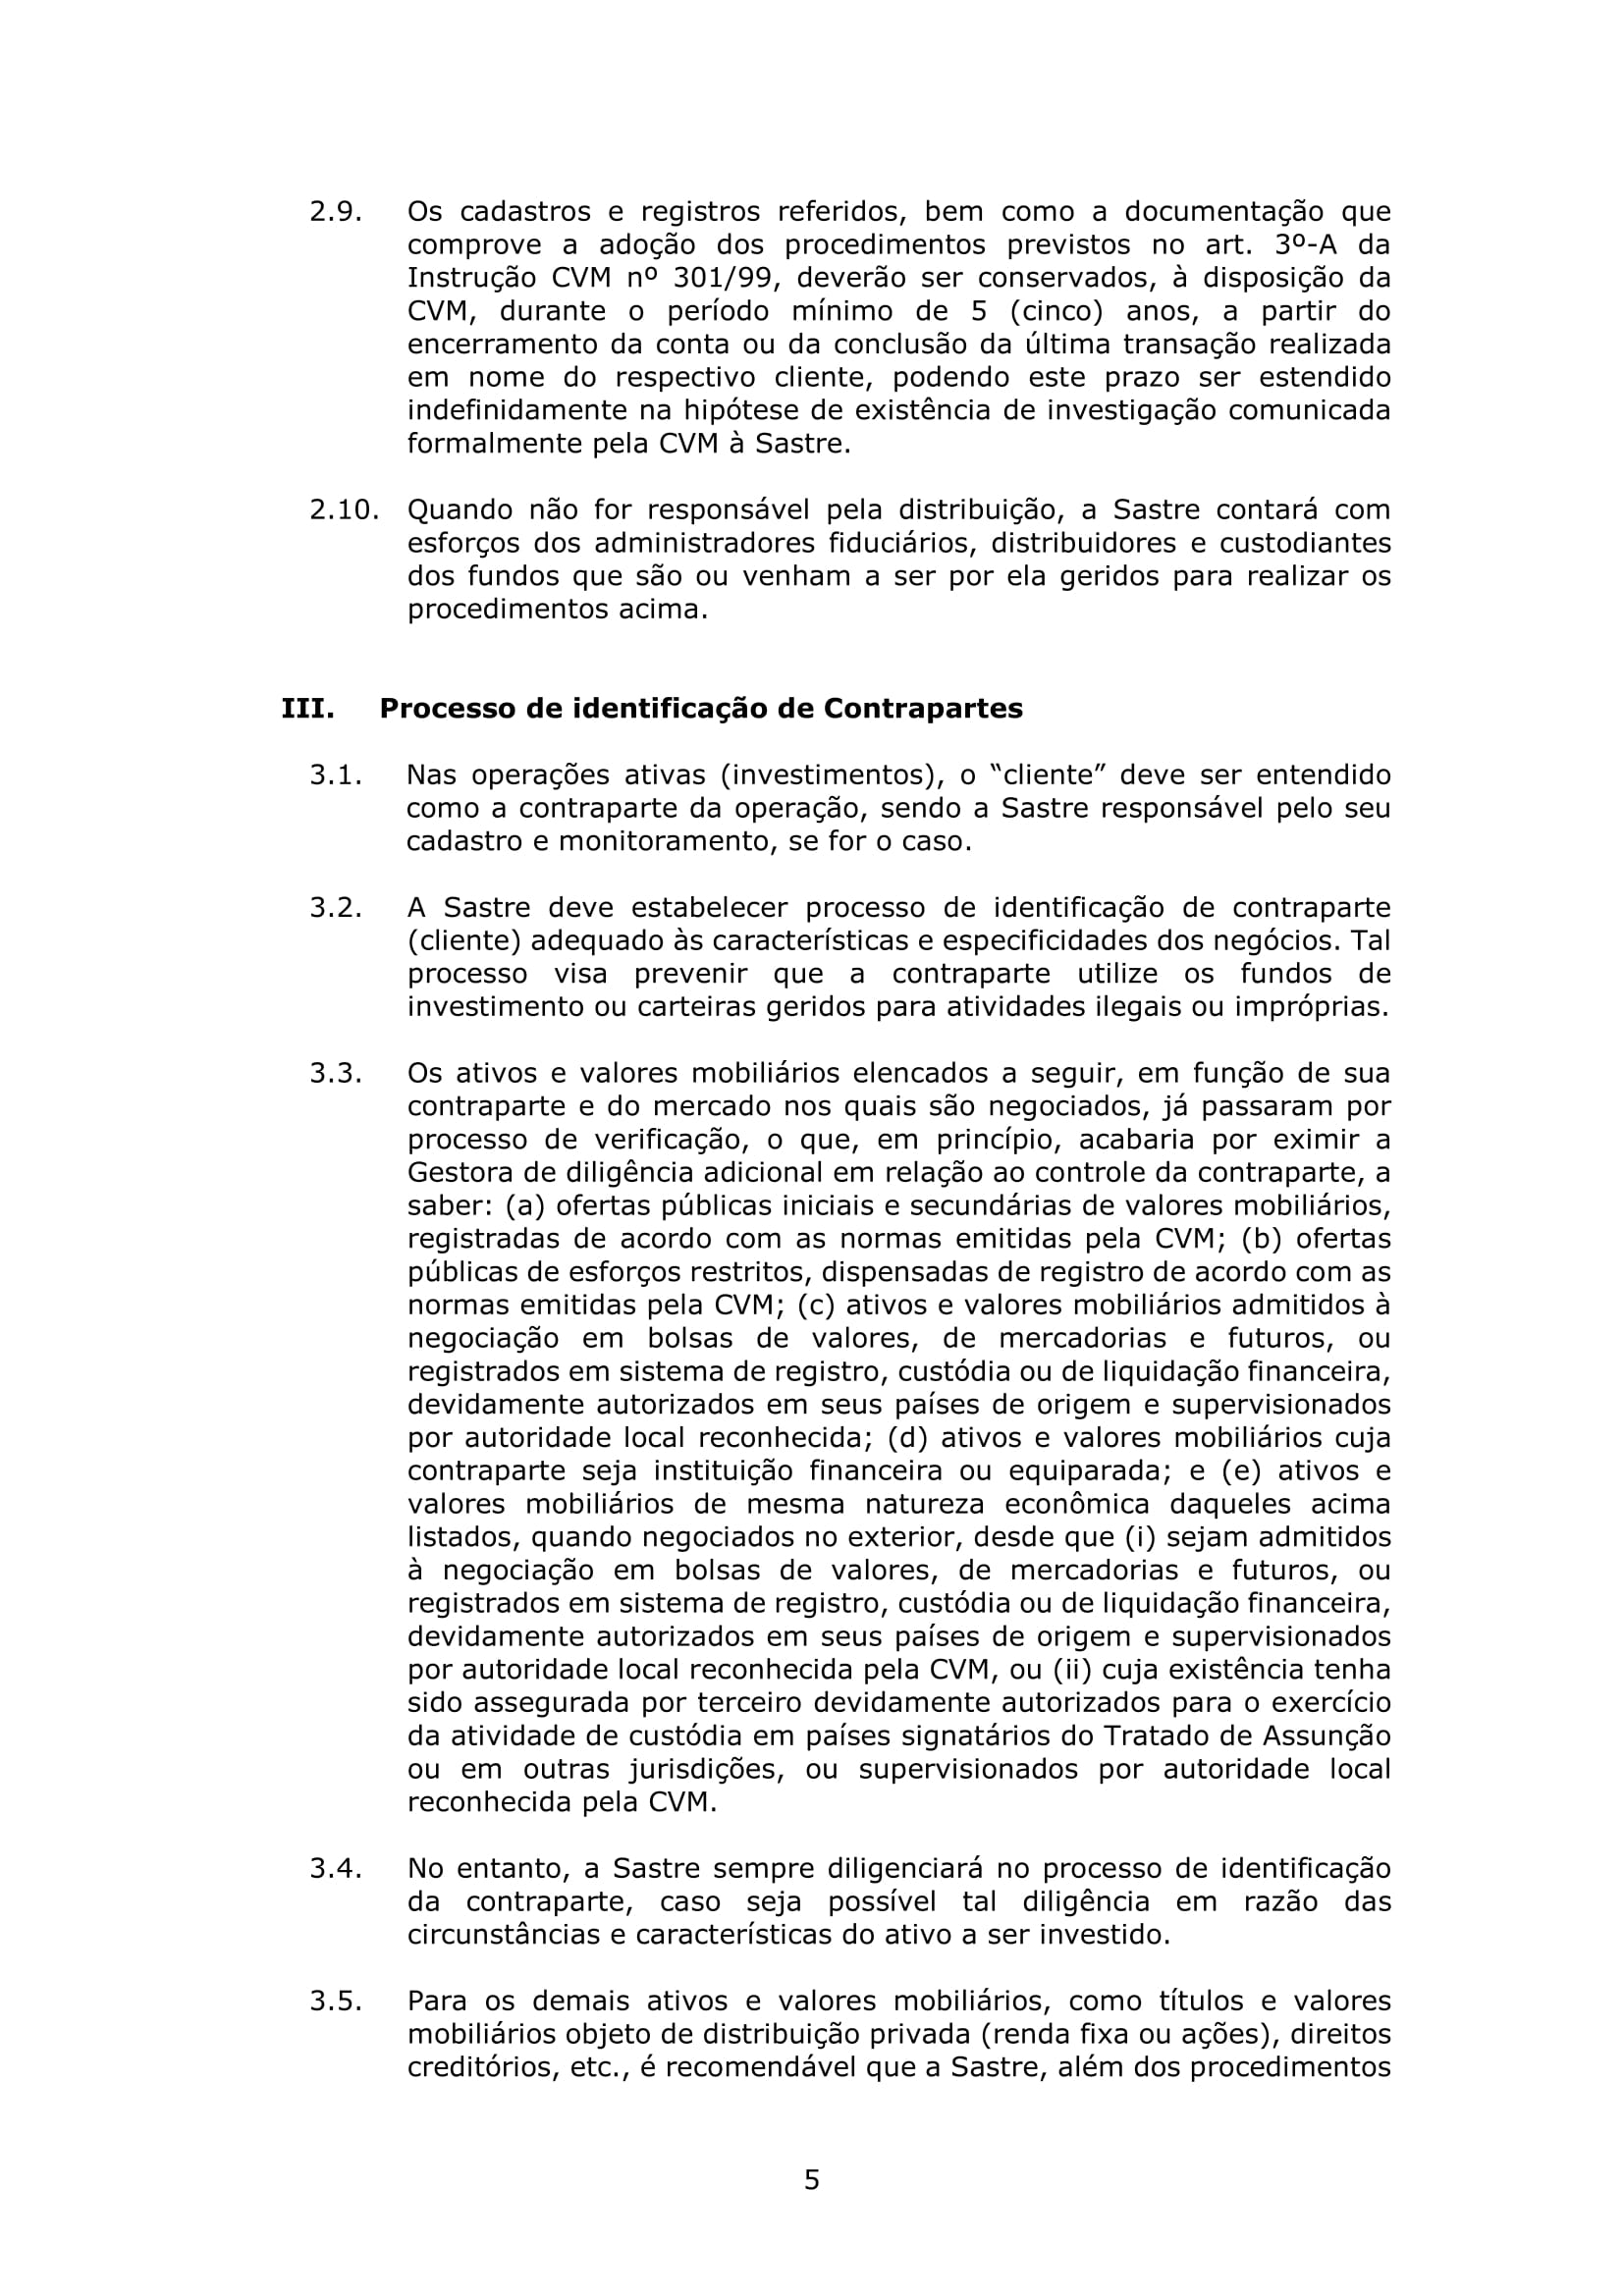 2.9. Os cadastros e registros referidos, bem como a documentação que
comprove a adoção dos procedimentos previstos no art. 3º-A da
Instrução CVM nº 301/99, deverão ser conservados, à disposição da
CVM, durante o período mínimo de 5 (cinco) anos, a partir do
encerramento da conta ou da conclusão da última transação realizada
em nome do respectivo cliente, podendo este prazo ser estendido
indefinidamente na hipótese de existência de investigação comunicada
formalmente pela CVM à Sastre.
2.10. Quando não for responsável pela distribuição, a Sastre contará com
esforços dos administradores fiduciários, distribuidores e custodiantes
dos fundos que são ou venham a ser por ela geridos para realizar os
procedimentos acima.
III. Processo de identificação de Contrapartes
3.1. Nas operações ativas (investimentos), o “cliente” deve ser entendido
como a contraparte da operação, sendo a Sastre responsável pelo seu
cadastro e monitoramento, se for o caso.
3.2. A Sastre deve estabelecer processo de identificação de contraparte
(cliente) adequado às características e especificidades dos negócios. Tal
processo visa prevenir que a contraparte utilize os fundos de
investimento ou carteiras geridos para atividades ilegais ou impróprias.
3.3. Os ativos e valores mobiliários elencados a seguir, em função de sua
contraparte e do mercado nos quais são negociados, já passaram por
processo de verificação, o que, em princípio, acabaria por eximir a
Gestora de diligência adicional em relação ao controle da contraparte, a
saber: (a) ofertas públicas iniciais e secundárias de valores mobiliários,
registradas de acordo com as normas emitidas pela CVM; (b) ofertas
públicas de esforços restritos, dispensadas de registro de acordo com as
normas emitidas pela CVM; (c) ativos e valores mobiliários admitidos à
negociação em bolsas de valores, de mercadorias e futuros, ou
registrados em sistema de registro, custódia ou de liquidação financeira,
devidamente autorizados em seus países de origem e supervisionados
por autoridade local reconhecida; (d) ativos e valores mobiliários cuja
contraparte seja instituição financeira ou equiparada; e (e) ativos e
valores mobiliários de mesma natureza econômica daqueles acima
listados, quando negociados no exterior, desde que (i) sejam admitidos
à negociação em bolsas de valores, de mercadorias e futuros, ou
registrados em sistema de registro, custódia ou de liquidação financeira,
devidamente autorizados em seus países de origem e supervisionados
por autoridade local reconhecida pela CVM, ou (ii) cuja existência tenha
sido assegurada por terceiro devidamente autorizados para o exercício
da atividade de custódia em países signatários do Tratado de Assunção
ou em outras jurisdições, ou supervisionados por autoridade local
reconhecida pela CVM.
3.4. No entanto, a Sastre sempre diligenciará no processo de identificação
da contraparte, caso seja possível tal diligência em razão das
circunstâncias e características do ativo a ser investido.
3.5. Para os demais ativos e valores mobiliários, como títulos e valores
mobiliários objeto de distribuição privada (renda fixa ou ações), direitos
creditórios, etc., é recomendável que a Sastre, além dos procedimentos
5